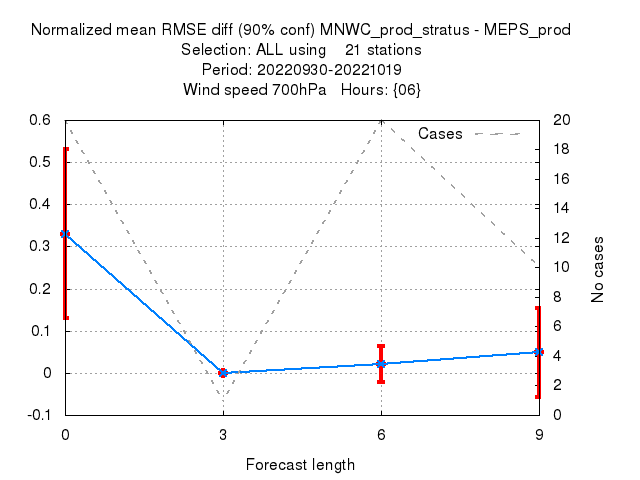 Normalized mean RMSE diff (90% conf) MNWC_prod_stratus - MEPS_prod
Selection: ALL using    21 stations
Period: 20220930-20221019
Wind speed 700hPa   Hours: {06}
Cases
0.6
0.5
0.4
0.3
0.2
0.1
0
-0.1
20
18
16
14
12
10
8
6
4
2
0
No cases
0 3 6 9
Forecast length